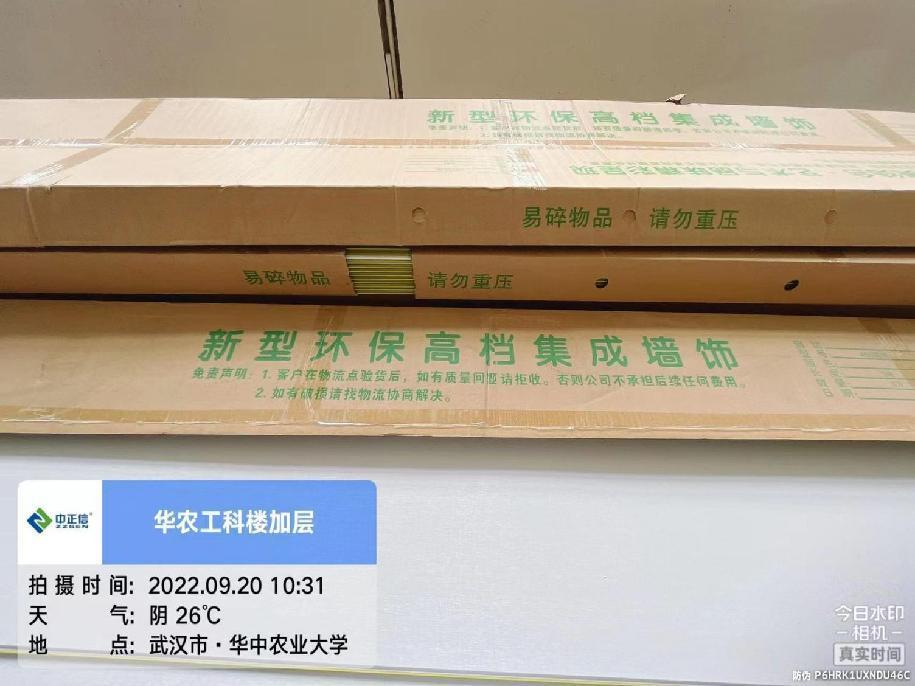 新型环保高档集成墙饰
易碎物品 请勿重压
易碎物品 请勿重压
新型环保高档集成墙饰
免责声明：1. 客户在物流点验货后，如有质量问题请拒收。否则公司不承担后续任何费用。
2. 如有破损请找物流协商解决。
中正信
华农工科楼加层
拍摄时间： 2022.09.20 10:31
天 气： 阴 26℃
地 点： 武汉市·华中农业大学
今日水印
相机
真实时间
防伪 P6HRK1UXNDU46C